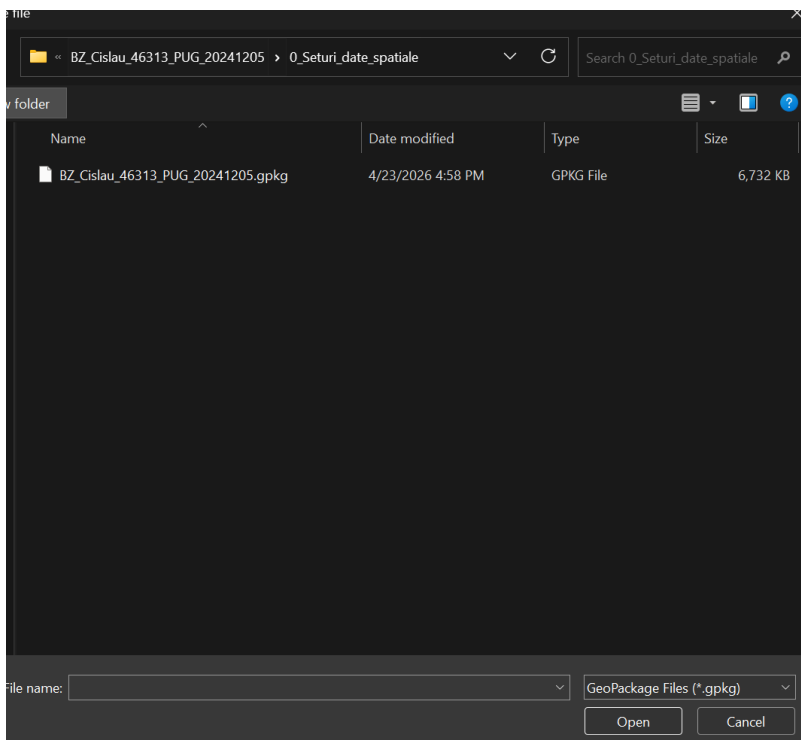 file
« BZ_Cislau_46313_PUG_20241205 > 0_Seturi_date_spatiale
Search 0_Seturi_date_spatiale
folder
Name Date modified Type Size
BZ_Cislau_46313_PUG_20241205.gpkg 4/23/2026 4:58 PM GPKG File 6,732 KB
File name: GeoPackage Files (*.gpkg)
Open Cancel